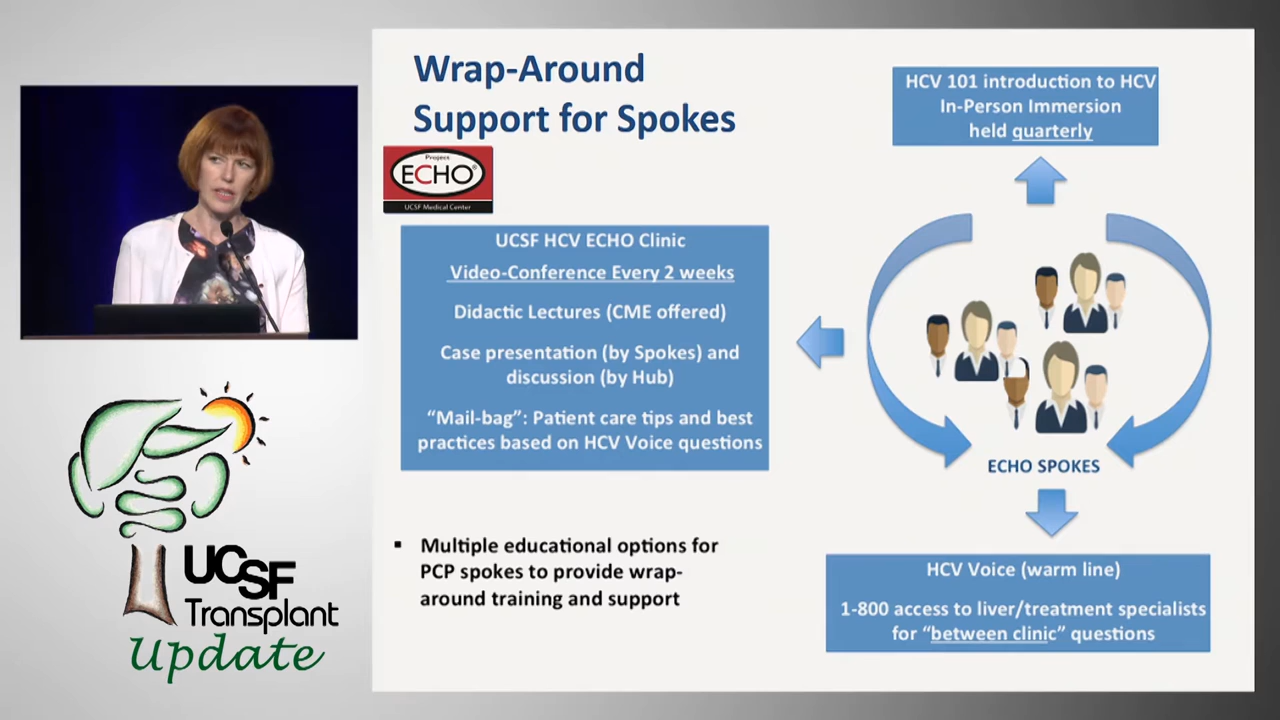 Wrap-Around
Support for Spokes
Project
ECHO®
UCSF Medical Center
UCSF HCV ECHO Clinic
Video-Conference Every 2 weeks
Didactic Lectures (CME offered)
Case presentation (by Spokes) and
discussion (by Hub)
“Mail-bag”: Patient care tips and best
practices based on HCV Voice questions
▪ Multiple educational options for
PCP spokes to provide wrap-
around training and support
HCV 101 introduction to HCV
In-Person Immersion
held quarterly
ECHO SPOKES
HCV Voice (warm line)
1-800 access to liver/treatment specialists
for “between clinic” questions
UCSF
Transplant
Update